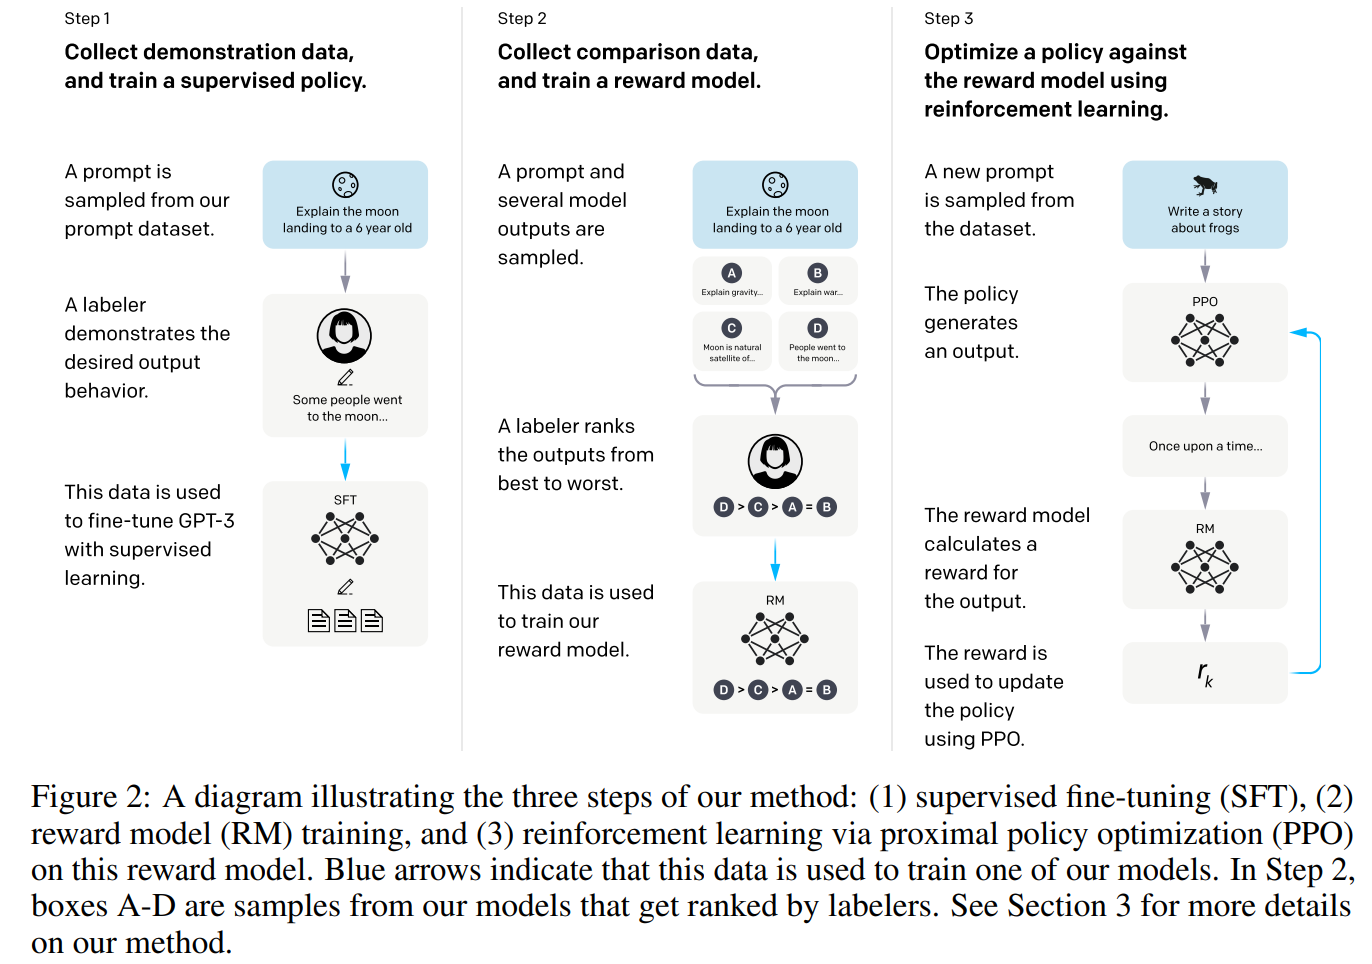 Step 1
Collect demonstration data,
and train a supervised policy.
A prompt is
sampled from our
prompt dataset.
Explain the moon
landing to a 6 year old
A labeler
demonstrates the
desired output
behavior.
Some people went
to the moon...
This data is used
to fine-tune GPT-3
with supervised
learning.
SFT
Step 2
Collect comparison data,
and train a reward model.
A prompt and
several model
outputs are
sampled.
Explain the moon
landing to a 6 year old
A
Explain gravity...
B
Explain war...
C
Moon is natural
satellite of...
D
People went to
the moon...
A labeler ranks
the outputs from
best to worst.
D > C > A = B
This data is used
to train our
reward model.
RM
D > C > A = B
Step 3
Optimize a policy against
the reward model using
reinforcement learning.
A new prompt
is sampled from
the dataset.
Write a story
about frogs
The policy
generates
an output.
PPO
Once upon a time...
The reward model
calculates a
reward for
the output.
RM
The reward is
used to update
the policy
using PPO.
r_k
Figure 2: A diagram illustrating the three steps of our method: (1) supervised fine-tuning (SFT), (2)
reward model (RM) training, and (3) reinforcement learning via proximal policy optimization (PPO)
on this reward model. Blue arrows indicate that this data is used to train one of our models. In Step 2,
boxes A-D are samples from our models that get ranked by labelers. See Section 3 for more details
on our method.